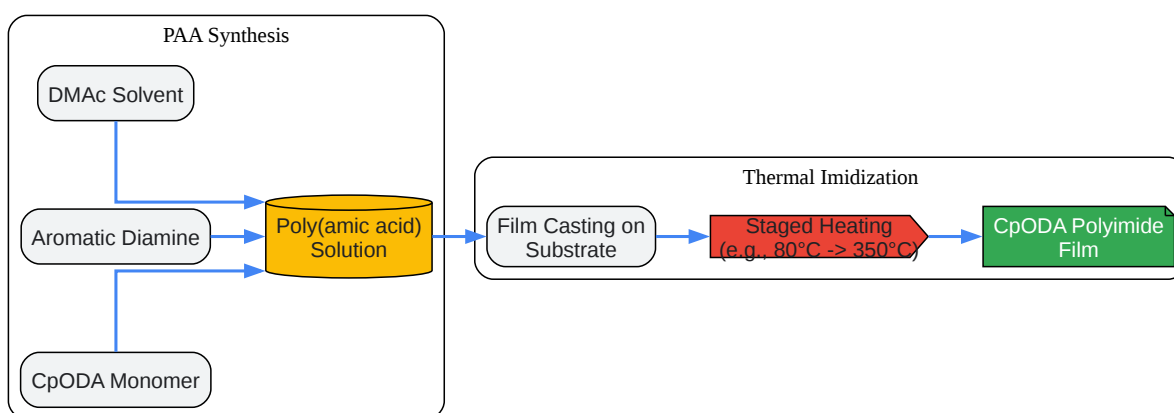 PAA Synthesis
DMAc Solvent
Aromatic Diamine
CpODA Monomer
Poly(amic acid)
Solution
Thermal Imidization
Film Casting on
Substrate
Staged Heating
(e.g., 80°C -> 350°C)
CpODA Polyimide
Film